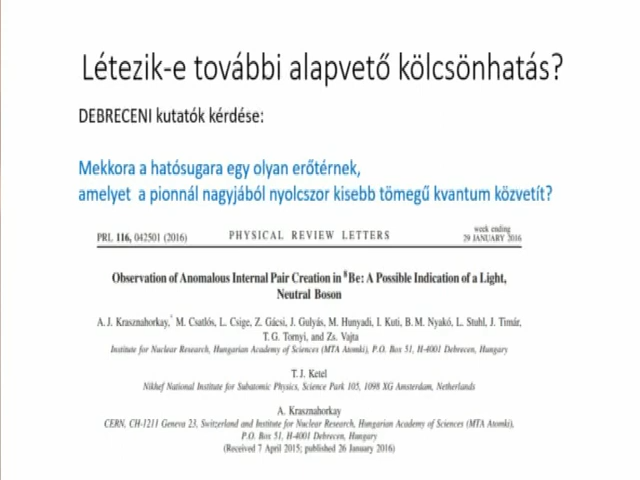 Létezik-e további alapvető kölcsönhatás?
DEBRECENI kutatók kérdése:
Mekkora a hatósugara egy olyan erőtérnek,
amelyet a pionnál nagyjából nyolcszor kisebb tömegű kvantum közvetít?
PRL 116, 042501 (2016) PHYSICAL REVIEW LETTERS week ending
29 JANUARY 2016
Observation of Anomalous Internal Pair Creation in ⁸Be: A Possible Indication of a Light,
Neutral Boson
A. J. Krasznahorkay,* M. Csatlós, L. Csige, Z. Gácsi, J. Gulyás, M. Hunyadi, I. Kuti, B. M. Nyakó, L. Stuhl, J. Timár,
T. G. Tornyi, and Zs. Vajta
Institute for Nuclear Research, Hungarian Academy of Sciences (MTA Atomki), P.O. Box 51, H-4001 Debrecen, Hungary
T. J. Ketel
Nikhef National Institute for Subatomic Physics, Science Park 105, 1098 XG Amsterdam, Netherlands
A. Krasznahorkay
CERN, CH-1211 Geneva 23, Switzerland and Institute for Nuclear Research, Hungarian Academy of Sciences (MTA Atomki),
P.O. Box 51, H-4001 Debrecen, Hungary
(Received 7 April 2015; published 26 January 2016)